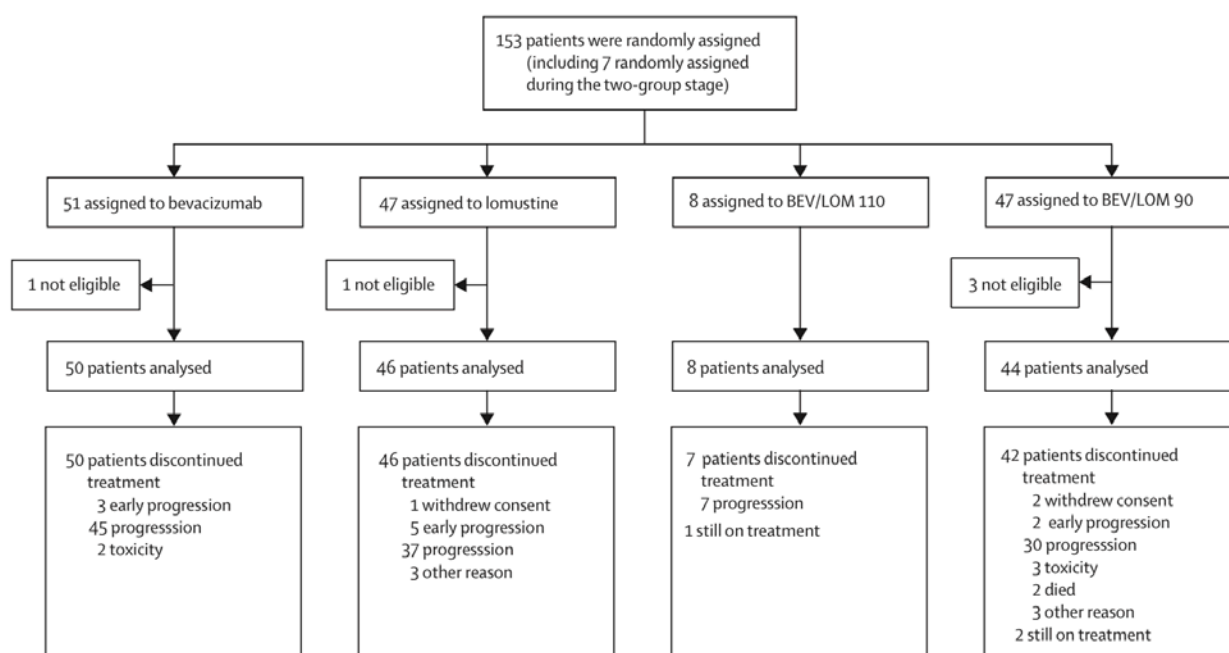 153 patients were randomly assigned
(including 7 randomly assigned
during the two-group stage)
51 assigned to bevacizumab
47 assigned to lomustine
8 assigned to BEV/LOM 110
47 assigned to BEV/LOM 90
1 not eligible
1 not eligible
3 not eligible
50 patients analysed
46 patients analysed
8 patients analysed
44 patients analysed
50 patients discontinued
treatment
3 early progression
45 progresssion
2 toxicity
46 patients discontinued
treatment
1 withdrew consent
5 early progression
37 progresssion
3 other reason
7 patients discontinued
treatment
7 progresssion
1 still on treatment
42 patients discontinued
treatment
2 withdrew consent
2 early progression
30 progresssion
3 toxicity
2 died
3 other reason
2 still on treatment